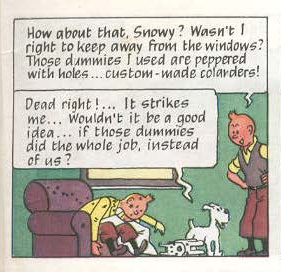 How about that, Snowy? Wasn't I
right to keep away from the windows?
Those dummies I used are peppered
with holes... custom-made colanders!
Dead right!... It strikes
me... Wouldn't it be a good
idea... if those dummies
did the whole job, instead
of us?